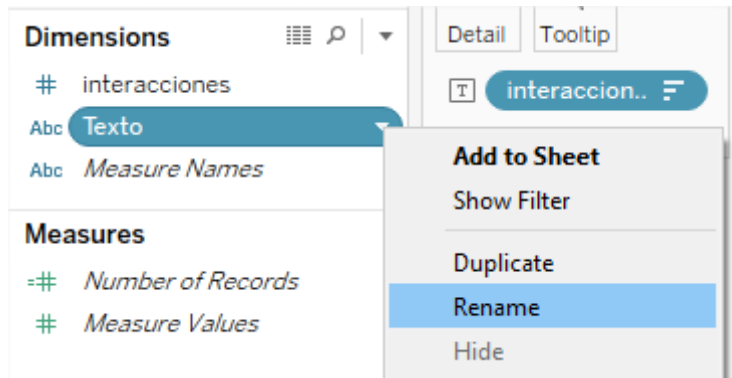 Dimensions
# interacciones
Abc Texto
Abc Measure Names
Measures
=# Number of Records
# Measure Values
Detail Tooltip
T interaccion..
Add to Sheet
Show Filter
Duplicate
Rename
Hide